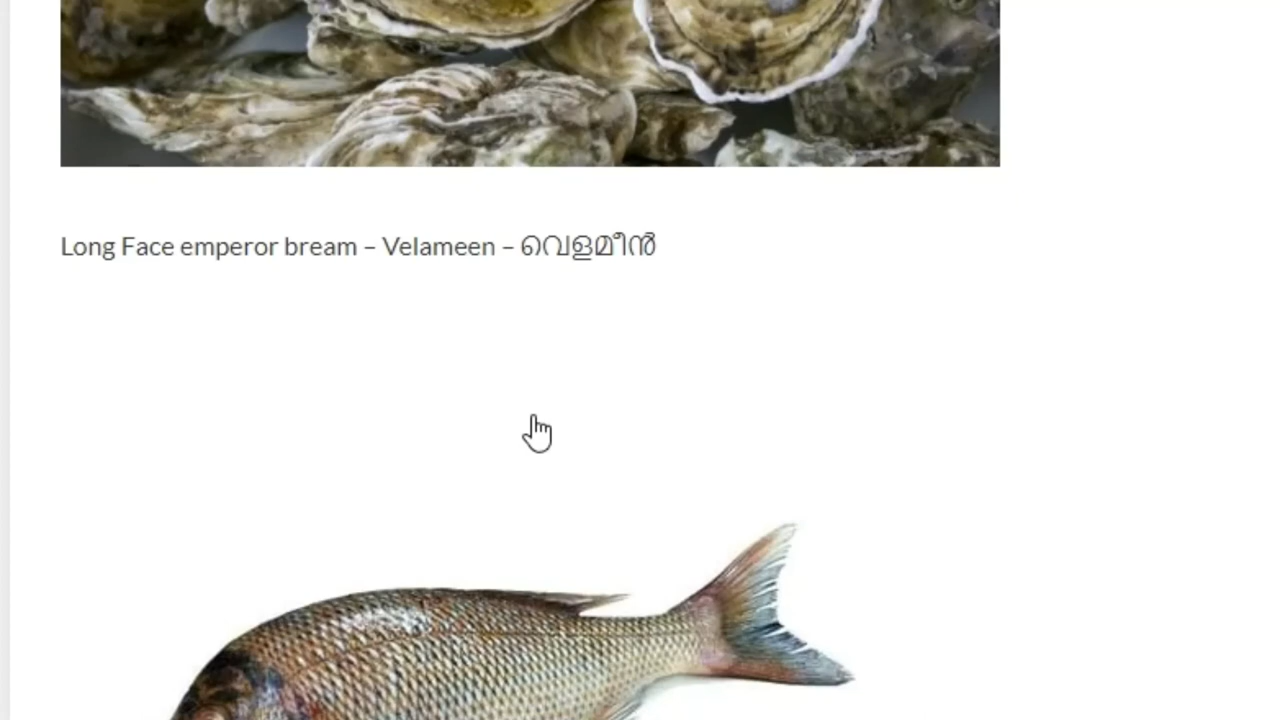 Long Face emperor bream – Velameen – വെളമീൻ